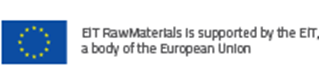 EIT RawMaterials is supported by the EIT,
a body of the European Union